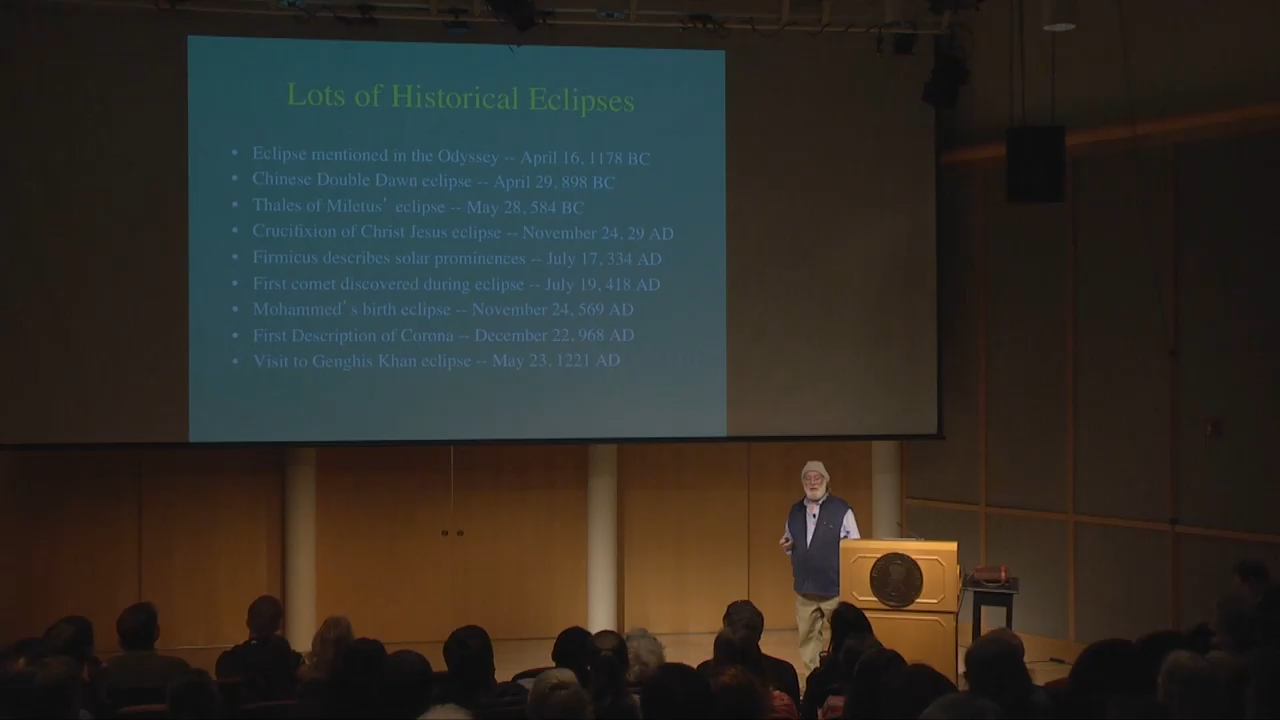 Lots of Historical Eclipses
• Eclipse mentioned in the Odyssey -- April 16, 1178 BC
• Chinese Double Dawn eclipse -- April 29, 898 BC
• Thales of Miletus’ eclipse -- May 28, 584 BC
• Crucifixion of Christ Jesus eclipse -- November 24, 29 AD
• Firmicus describes solar prominences -- July 17, 334 AD
• First comet discovered during eclipse -- July 19, 418 AD
• Mohammed’s birth eclipse -- November 24, 569 AD
• First Description of Corona -- December 22, 968 AD
• Visit to Genghis Khan eclipse -- May 23, 1221 AD